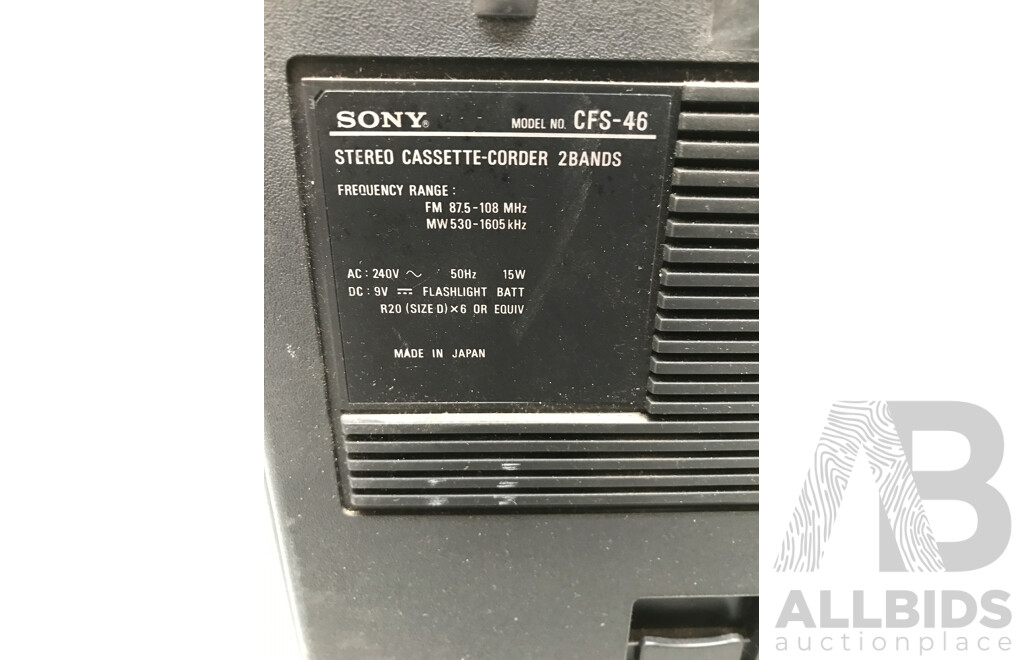 SONY®
MODEL NO. CFS-46
STEREO CASSETTE-CORDER 2BANDS
FREQUENCY RANGE :
FM 87.5-108 MHz
MW 530-1605 kHz
AC : 240V ～ 50Hz 15W
DC : 9V ⎓ FLASHLIGHT BATT
R20 (SIZE D) × 6 OR EQUIV
MADE IN JAPAN
AB
ALLBIDS
auctionplace